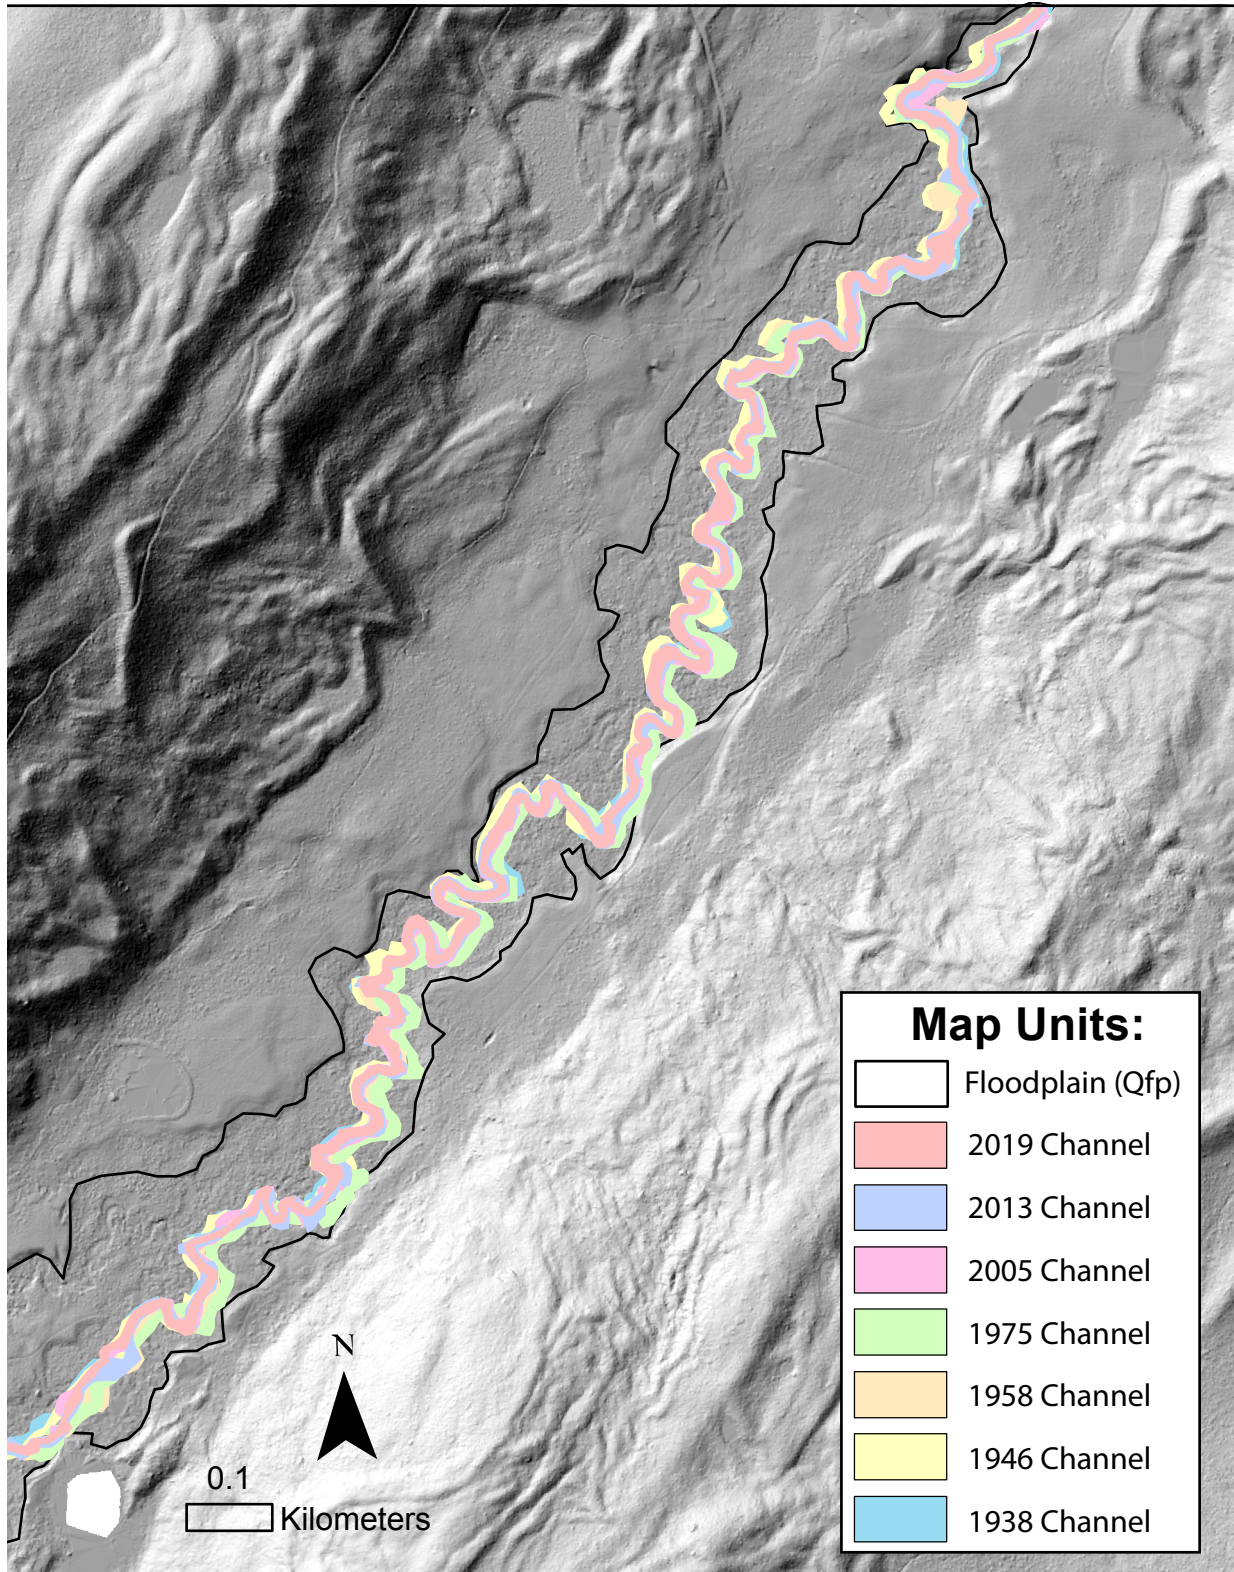 Map Units:
Floodplain (Qfp)
2019 Channel
2013 Channel
2005 Channel
1975 Channel
1958 Channel
1946 Channel
1938 Channel
N
0.1
Kilometers